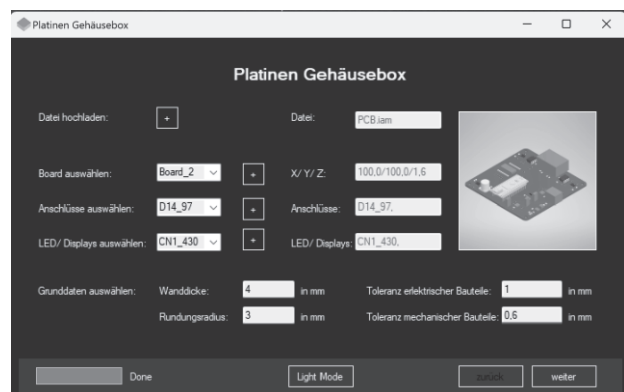 Platinen Gehäusebox
Platinen Gehäusebox
Datei hochladen: + Datei: PCB.iam
Board auswählen: Board_2 + X/ Y/ Z: 100,0/100,0/1,6
Anschlüsse auswählen: D14_97 + Anschlüsse: D14_97,
LED/ Displays auswählen: CN1_430 + LED/ Displays: CN1_430,
Grunddaten auswählen: Wanddicke: 4 in mm Toleranz erlektrischer Bauteile: 1 in mm
Rundungsradius: 3 in mm Toleranz mechanischer Bauteile: 0,6 in mm
Done Light Mode zurück weiter